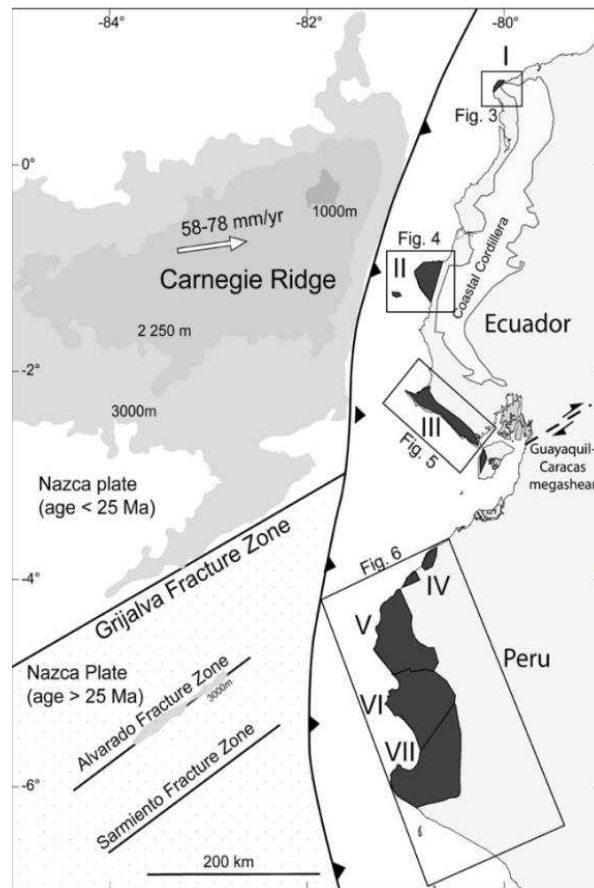 -84°
-82°
-80°
I
Fig. 3
0°
58-78 mm/yr
1000m
Carnegie Ridge
Fig. 4
II
Coastal Cordillera
Ecuador
2 250 m
-2°
3000m
III
Fig. 5
Guayaquil-
Caracas
megashear
Nazca plate
(age < 25 Ma)
Grijalva Fracture Zone
-4°
Fig. 6
IV
V
Peru
Nazca Plate
(age > 25 Ma)
Alvarado Fracture Zone
3000m
VI
VII
Sarmiento Fracture Zone
-6°
200 km